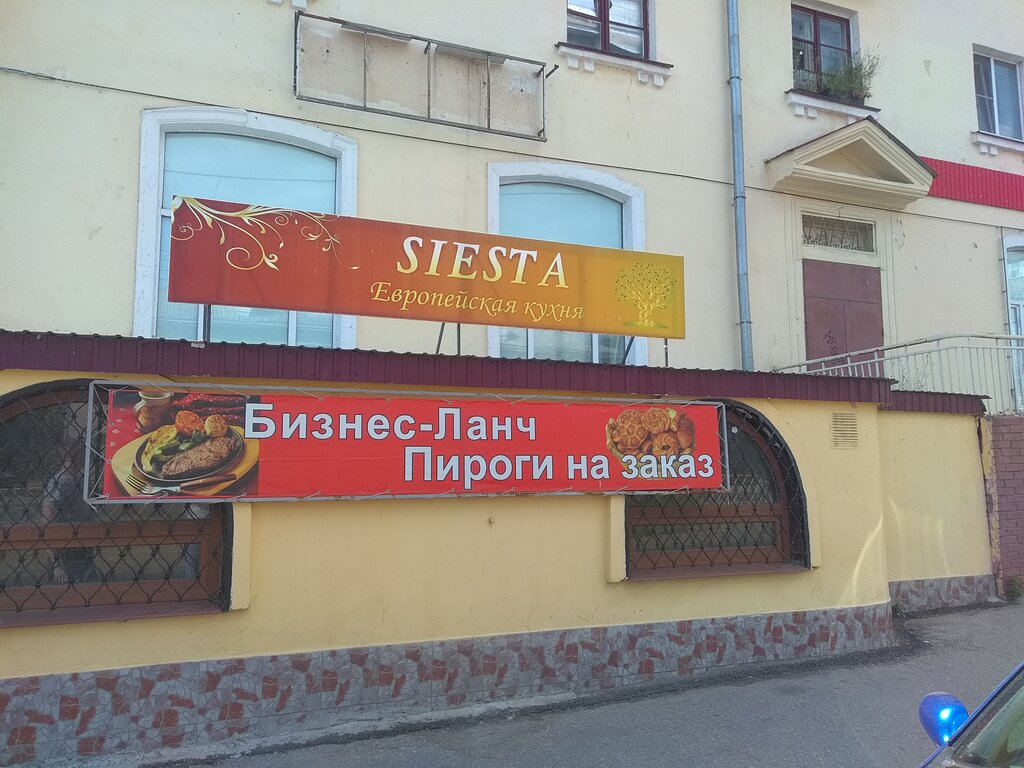 SIESTA
Европейская кухня
Бизнес-Ланч
Пироги на заказ